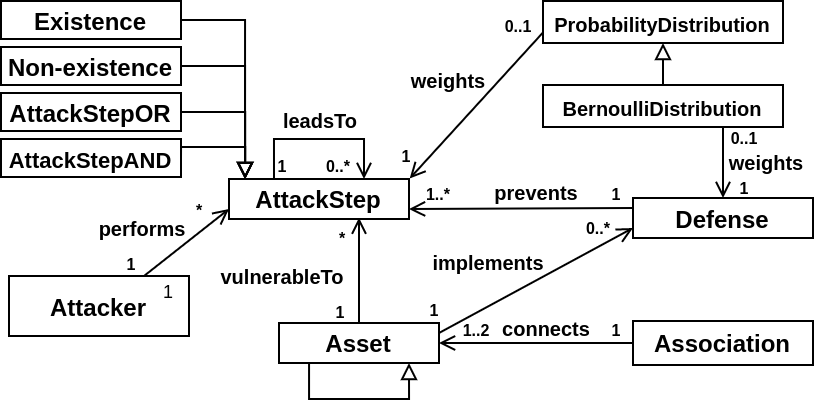 Existence
Non-existence
AttackStepOR
AttackStepAND
ProbabilityDistribution
0..1
weights
BernoulliDistribution
0..1
weights
1
leadsTo
1
0..*
1
AttackStep
1..*
prevents
1
Defense
performs
*
1
Attacker
1
*
vulnerableTo
1
implements
0..*
1
Asset
1..2
connects
1
Association